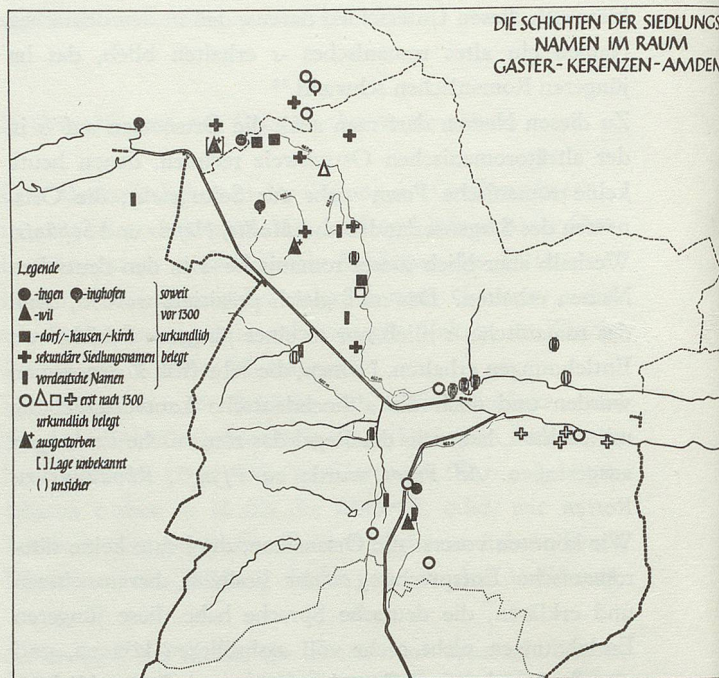 DIE SCHICHTEN DER SIEDLUNGS
NAMEN IM RAUM
GASTER-KERENZEN-AMDEN
Legende
-ingen -inghofen
-wil
-dorf/-hausen/-kirch
sekundäre Siedlungsnamen
vordeutsche Namen
soweit
vor 1300
urkundlich
belegt
erst nach 1300
urkundlich belegt
ausgestorben
[ ] Lage unbekannt
( ) unsicher